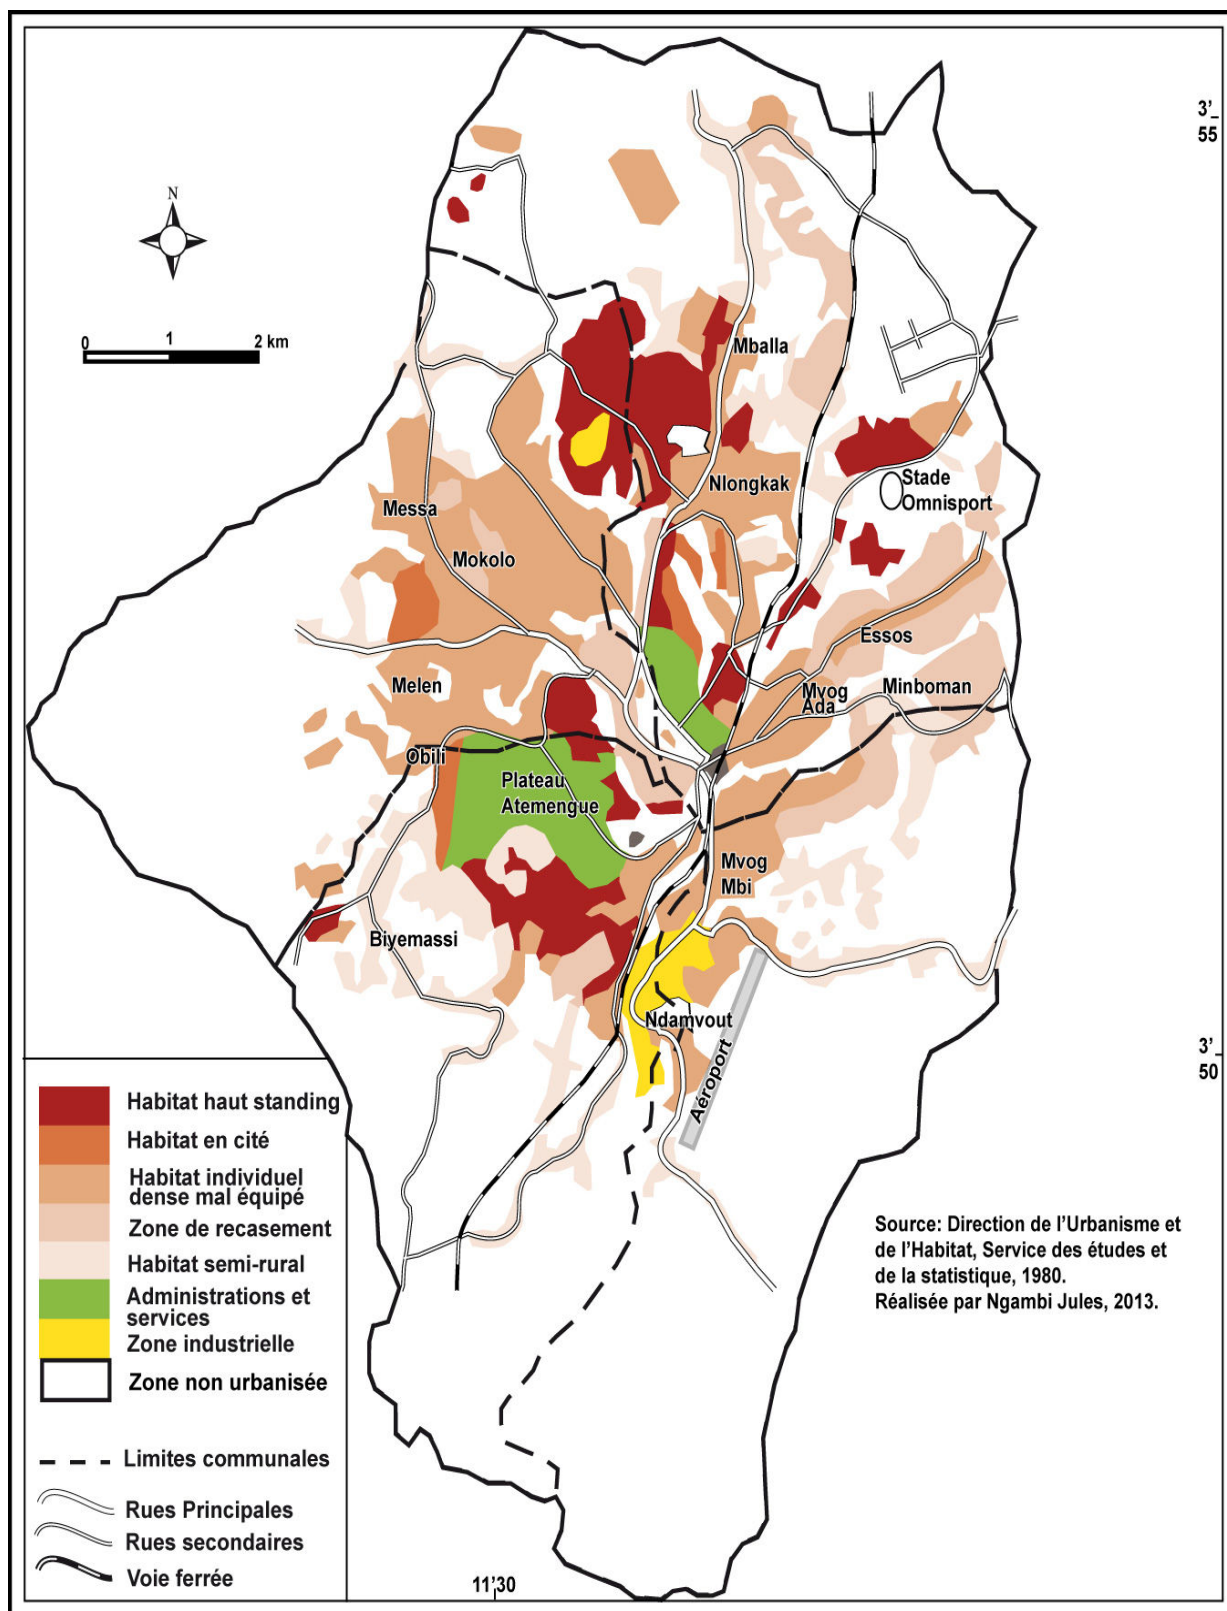 3'
55
N
0 1 2 km
Mballa
Stade
Omnisport
Nlongkak
Messa
Mokolo
Essos
Melen
Mvog
Ada
Minboman
Obili
Plateau
Atemengue
Mvog
Mbi
Biyemassi
Ndamvout
Aéroport
3'
50
Habitat haut standing
Habitat en cité
Habitat individuel
dense mal équipé
Zone de recasement
Habitat semi-rural
Administrations et
services
Zone industrielle
Zone non urbanisée
Limites communales
Rues Principales
Rues secondaires
Voie ferrée
Source: Direction de l'Urbanisme et
de l'Habitat, Service des études et
de la statistique, 1980.
Réalisée par Ngambi Jules, 2013.
11'30